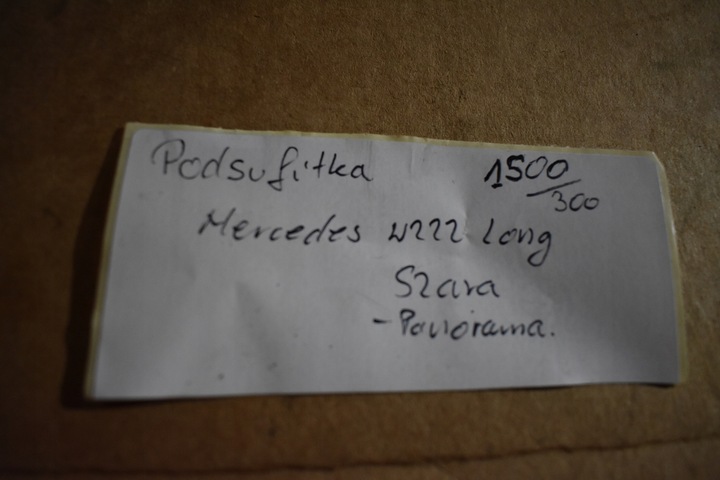 Podsufitka 1500/300
Mercedes W222 Long
Szara
-Panorama.